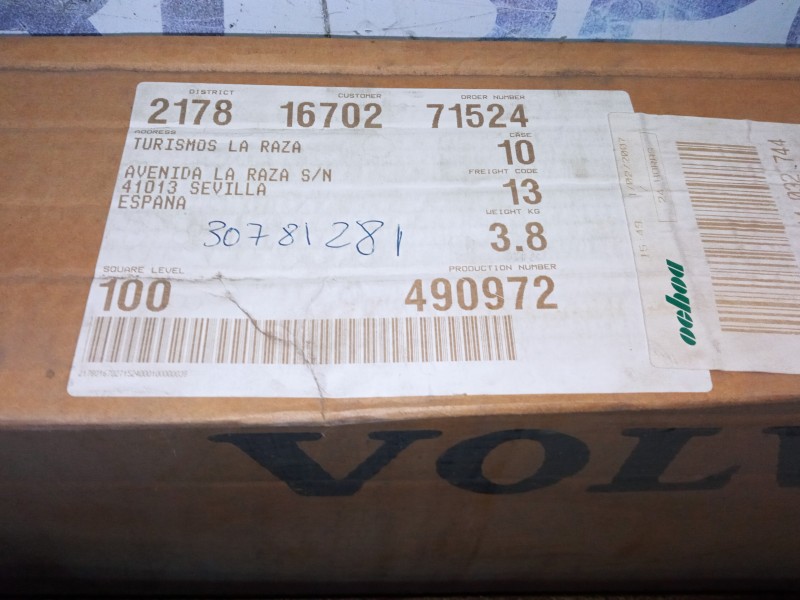 DISTRICT CUSTOMER ORDER NUMBER
2178 16702 71524
ADDRESS CASE
TURISMOS LA RAZA 10
FREIGHT CODE
AVENIDA LA RAZA S/N 13
41013 SEVILLA
ESPANA WEIGHT KG
30781281 3.8
SQUARE LEVEL PRODUCTION NUMBER
100 490972
ochoa
VOLV